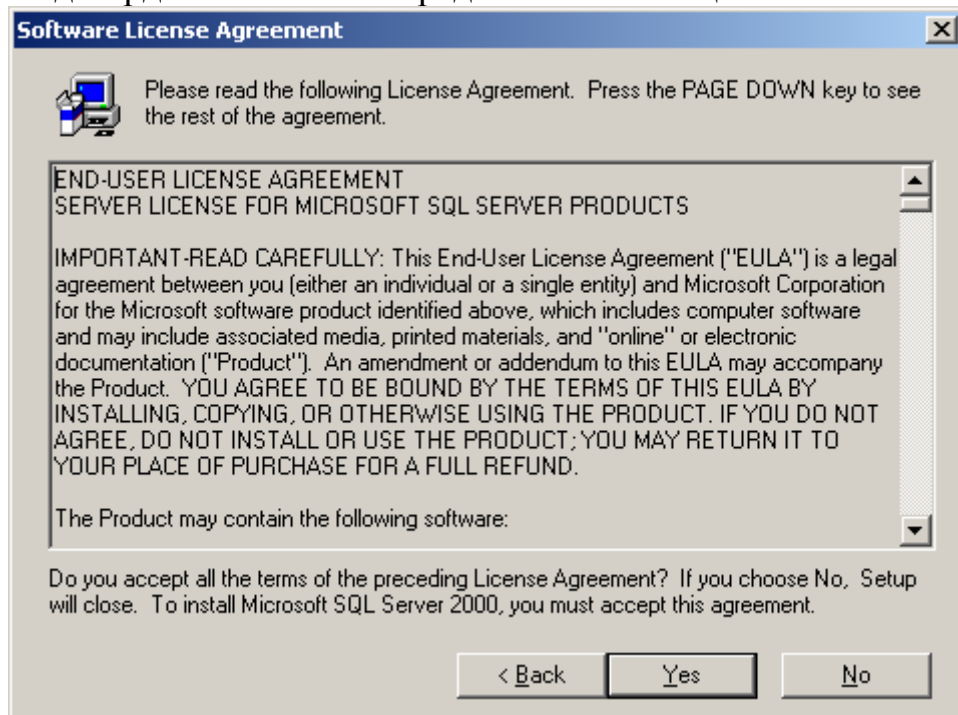 Software License Agreement
Please read the following License Agreement. Press the PAGE DOWN key to see
the rest of the agreement.
END-USER LICENSE AGREEMENT
SERVER LICENSE FOR MICROSOFT SQL SERVER PRODUCTS
IMPORTANT-READ CAREFULLY: This End-User License Agreement ("EULA") is a legal
agreement between you (either an individual or a single entity) and Microsoft Corporation
for the Microsoft software product identified above, which includes computer software
and may include associated media, printed materials, and "online" or electronic
documentation ("Product"). An amendment or addendum to this EULA may accompany
the Product. YOU AGREE TO BE BOUND BY THE TERMS OF THIS EULA BY
INSTALLING, COPYING, OR OTHERWISE USING THE PRODUCT. IF YOU DO NOT
AGREE, DO NOT INSTALL OR USE THE PRODUCT; YOU MAY RETURN IT TO
YOUR PLACE OF PURCHASE FOR A FULL REFUND.
The Product may contain the following software:
Do you accept all the terms of the preceding License Agreement? If you choose No, Setup
will close. To install Microsoft SQL Server 2000, you must accept this agreement.
< Back Yes No